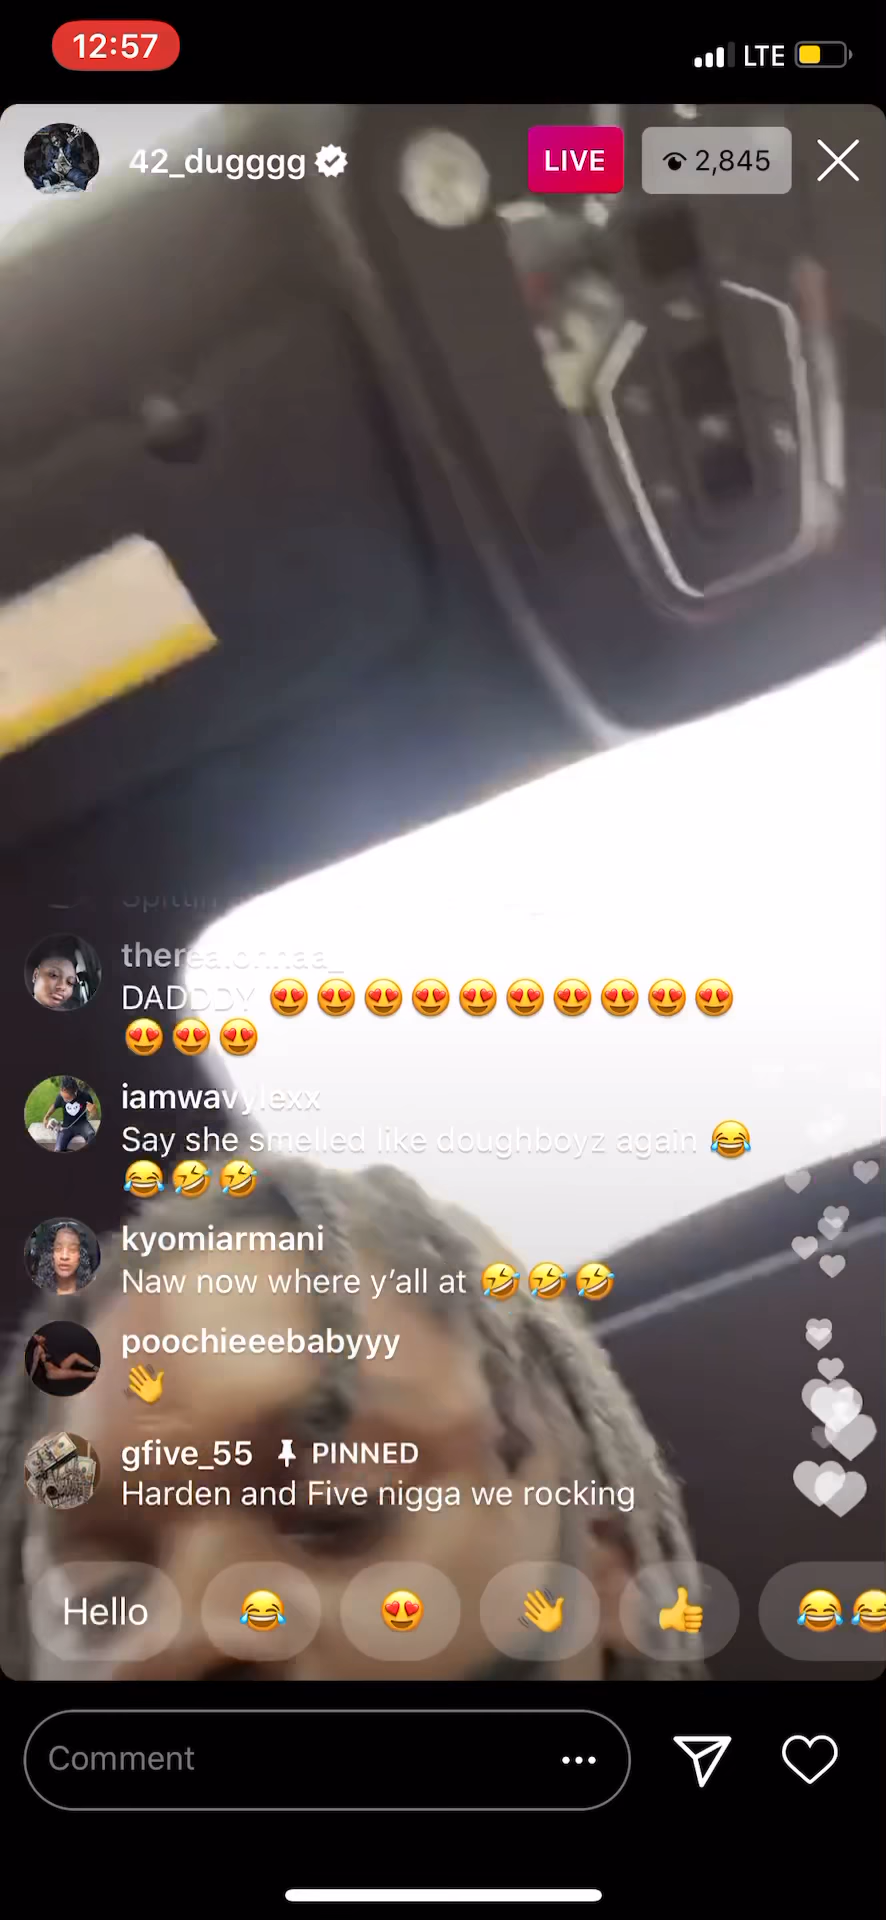 12:57
LTE
42_dugggg
LIVE
2,845
DADDDY 😍😍😍😍😍😍😍😍😍😍
😍😍😍
iamwavylexx
Say she smelled like doughboyz again 😂
😂🤣🤣
kyomiarmani
Naw now where y’all at 🤣🤣🤣
poochieeebabyyy
👋
gfive_55 PINNED
Harden and Five nigga we rocking
Hello 😂 😍 👋 👍 😂😂
Comment